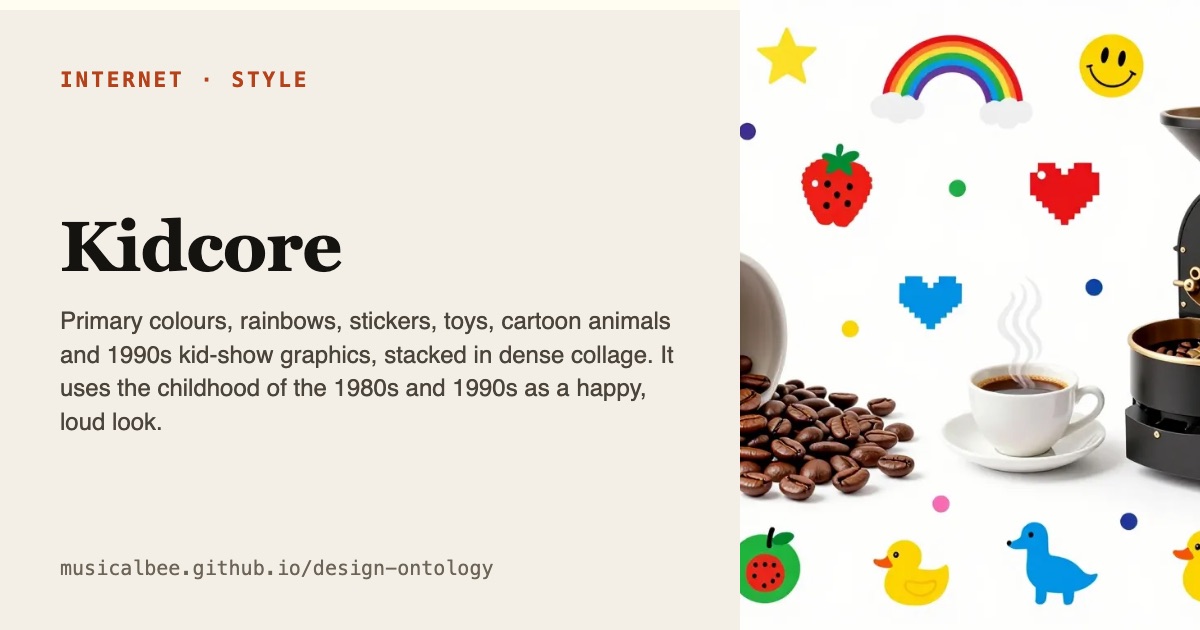 INTERNET · STYLE
Kidcore
Primary colours, rainbows, stickers, toys, cartoon animals
and 1990s kid-show graphics, stacked in dense collage. It
uses the childhood of the 1980s and 1990s as a happy,
loud look.
musicalbee.github.io/design-ontology